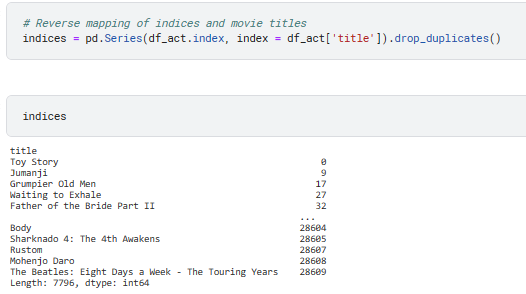 # Reverse mapping of indices and movie titles
indices = pd.Series(df_act.index, index = df_act['title']).drop_duplicates()
indices
title
Toy Story 0
Jumanji 9
Grumpier Old Men 17
Waiting to Exhale 27
Father of the Bride Part II 32
...
Body 28604
Sharknado 4: The 4th Awakens 28605
Rustom 28607
Mohenjo Daro 28608
The Beatles: Eight Days a Week - The Touring Years 28609
Length: 7796, dtype: int64